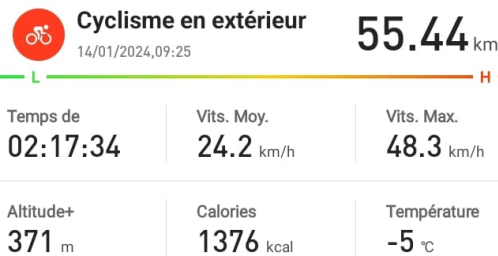 Cyclisme en extérieur
14/01/2024,09:25
55.44 km
L H
Temps de Vits. Moy. Vits. Max.
02:17:34 24.2 km/h 48.3 km/h
Altitude+ Calories Température
371 m 1376 kcal -5 °C